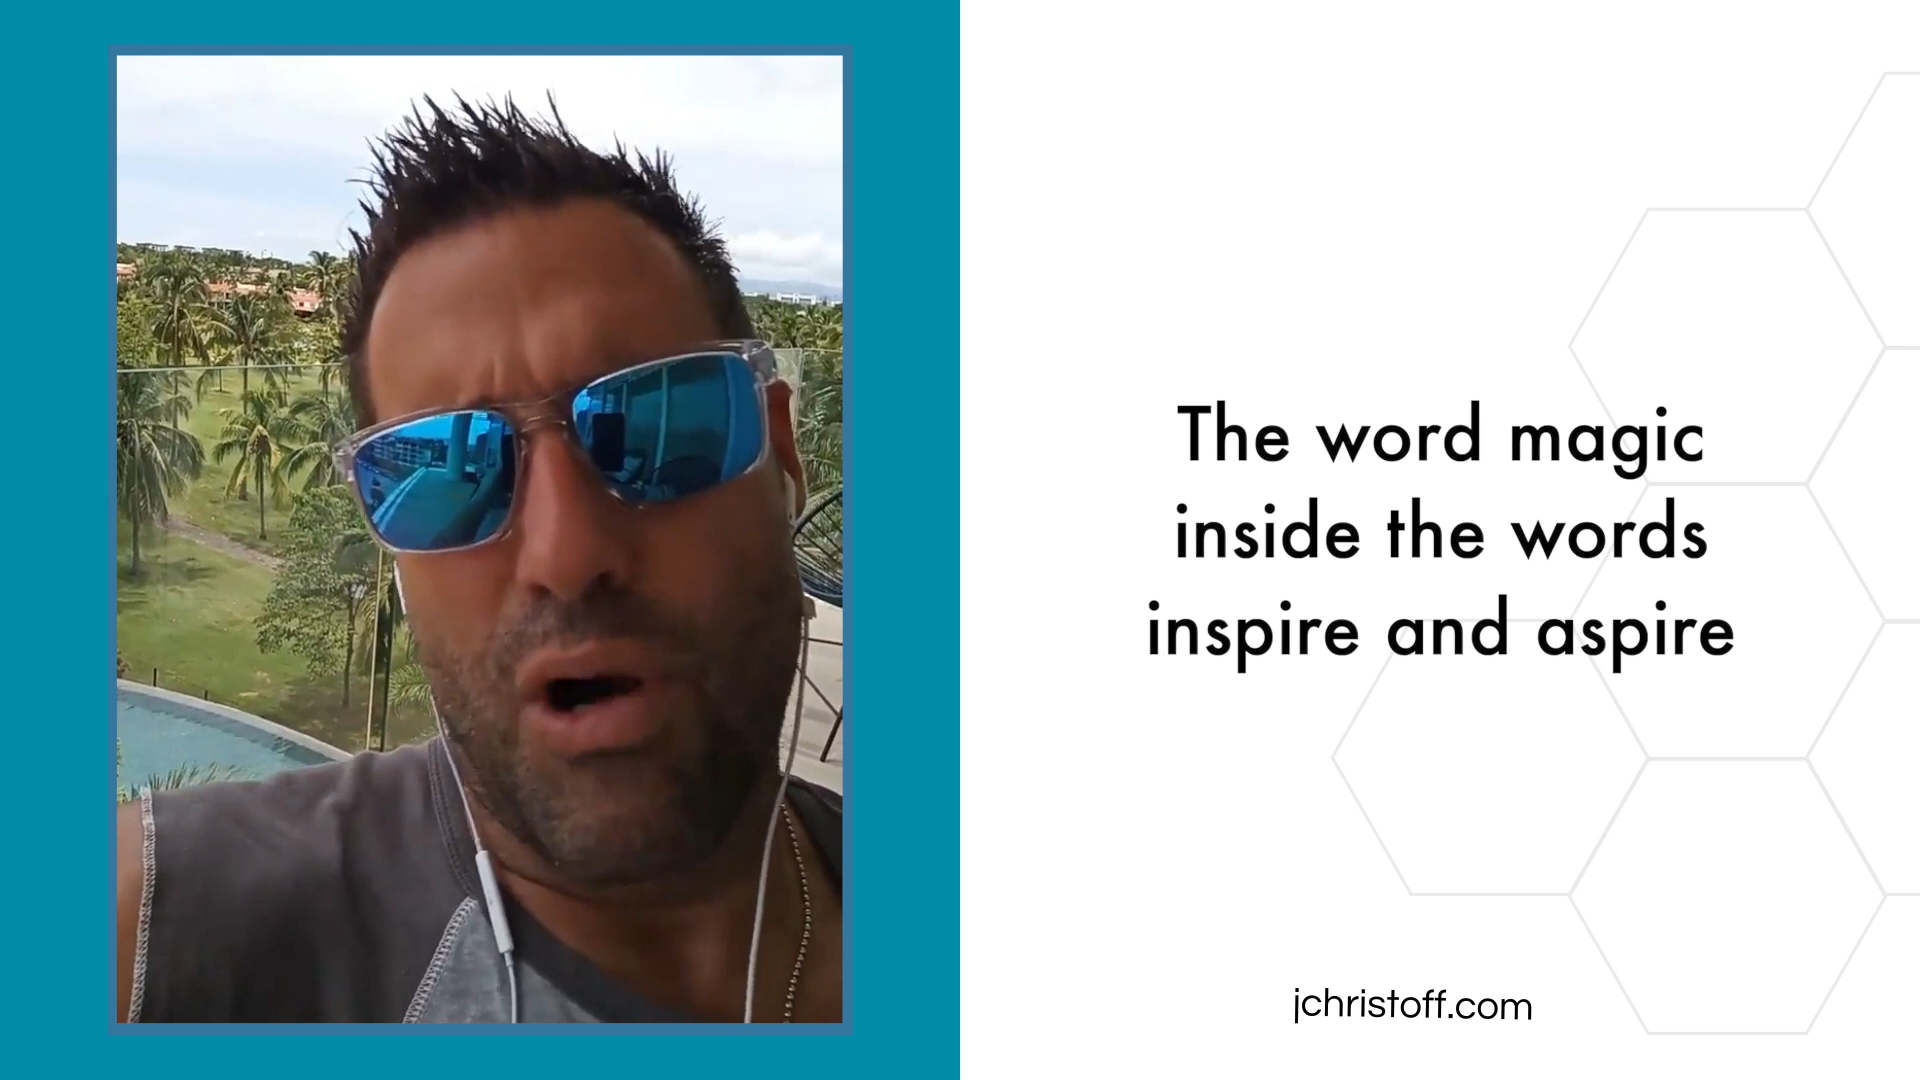 The word magic
inside the words
inspire and aspire
jchristoff.com